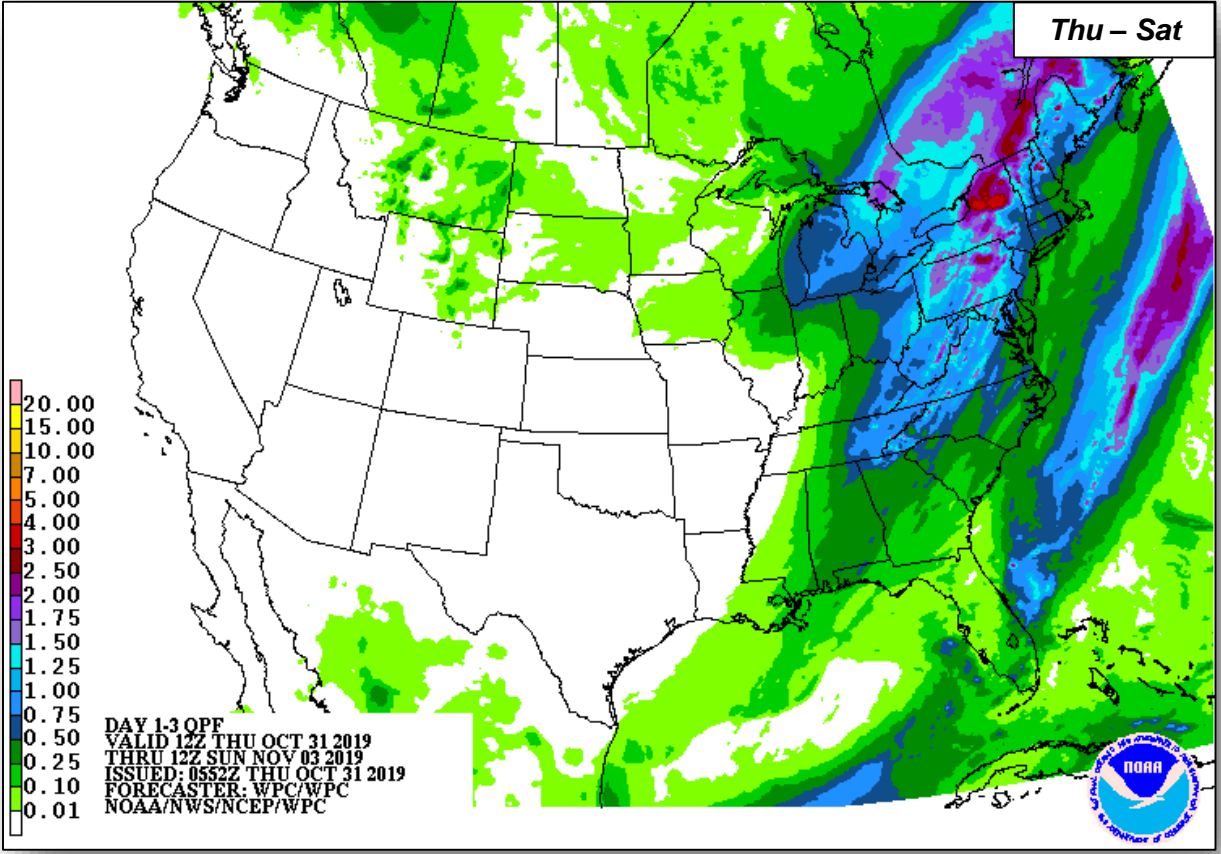 Thu – Sat
20.00
15.00
10.00
7.00
5.00
4.00
3.00
2.50
2.00
1.75
1.50
1.25
1.00
0.75
0.50
0.25
0.10
0.01
DAY 1-3 QPF
VALID 12Z THU OCT 31 2019
THRU 12Z SUN NOV 03 2019
ISSUED: 0552Z THU OCT 31 2019
FORECASTER: WPC/WPC
NOAA/NWS/NCEP/WPC
NOAA